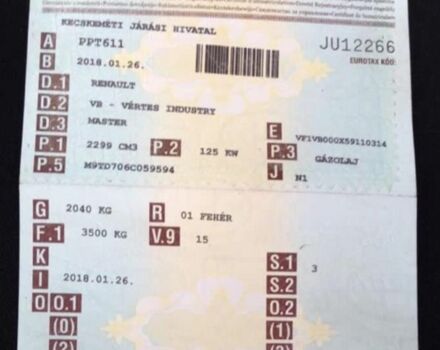 KECSKEMÉTI JÁRÁSI HIVATAL
A PPT611 JU12266
EUROTAX KÓD:
B 2018.01.26.
D.1 RENAULT
D.2 VB - VÉRTES INDUSTRY
D.3 MASTER E VF1VB000X59110314
P.1 2299 CM3 P.2 125 KW P.3 GÁZOLAJ
P.5 M9TD706C059594 J N1
G 2040 KG R 01 FEHÉR
F.1 3500 KG V.9 15
K
I 2018.01.26. S.1 3
S.2
O O.1 O.2
(0) (1)
(2)